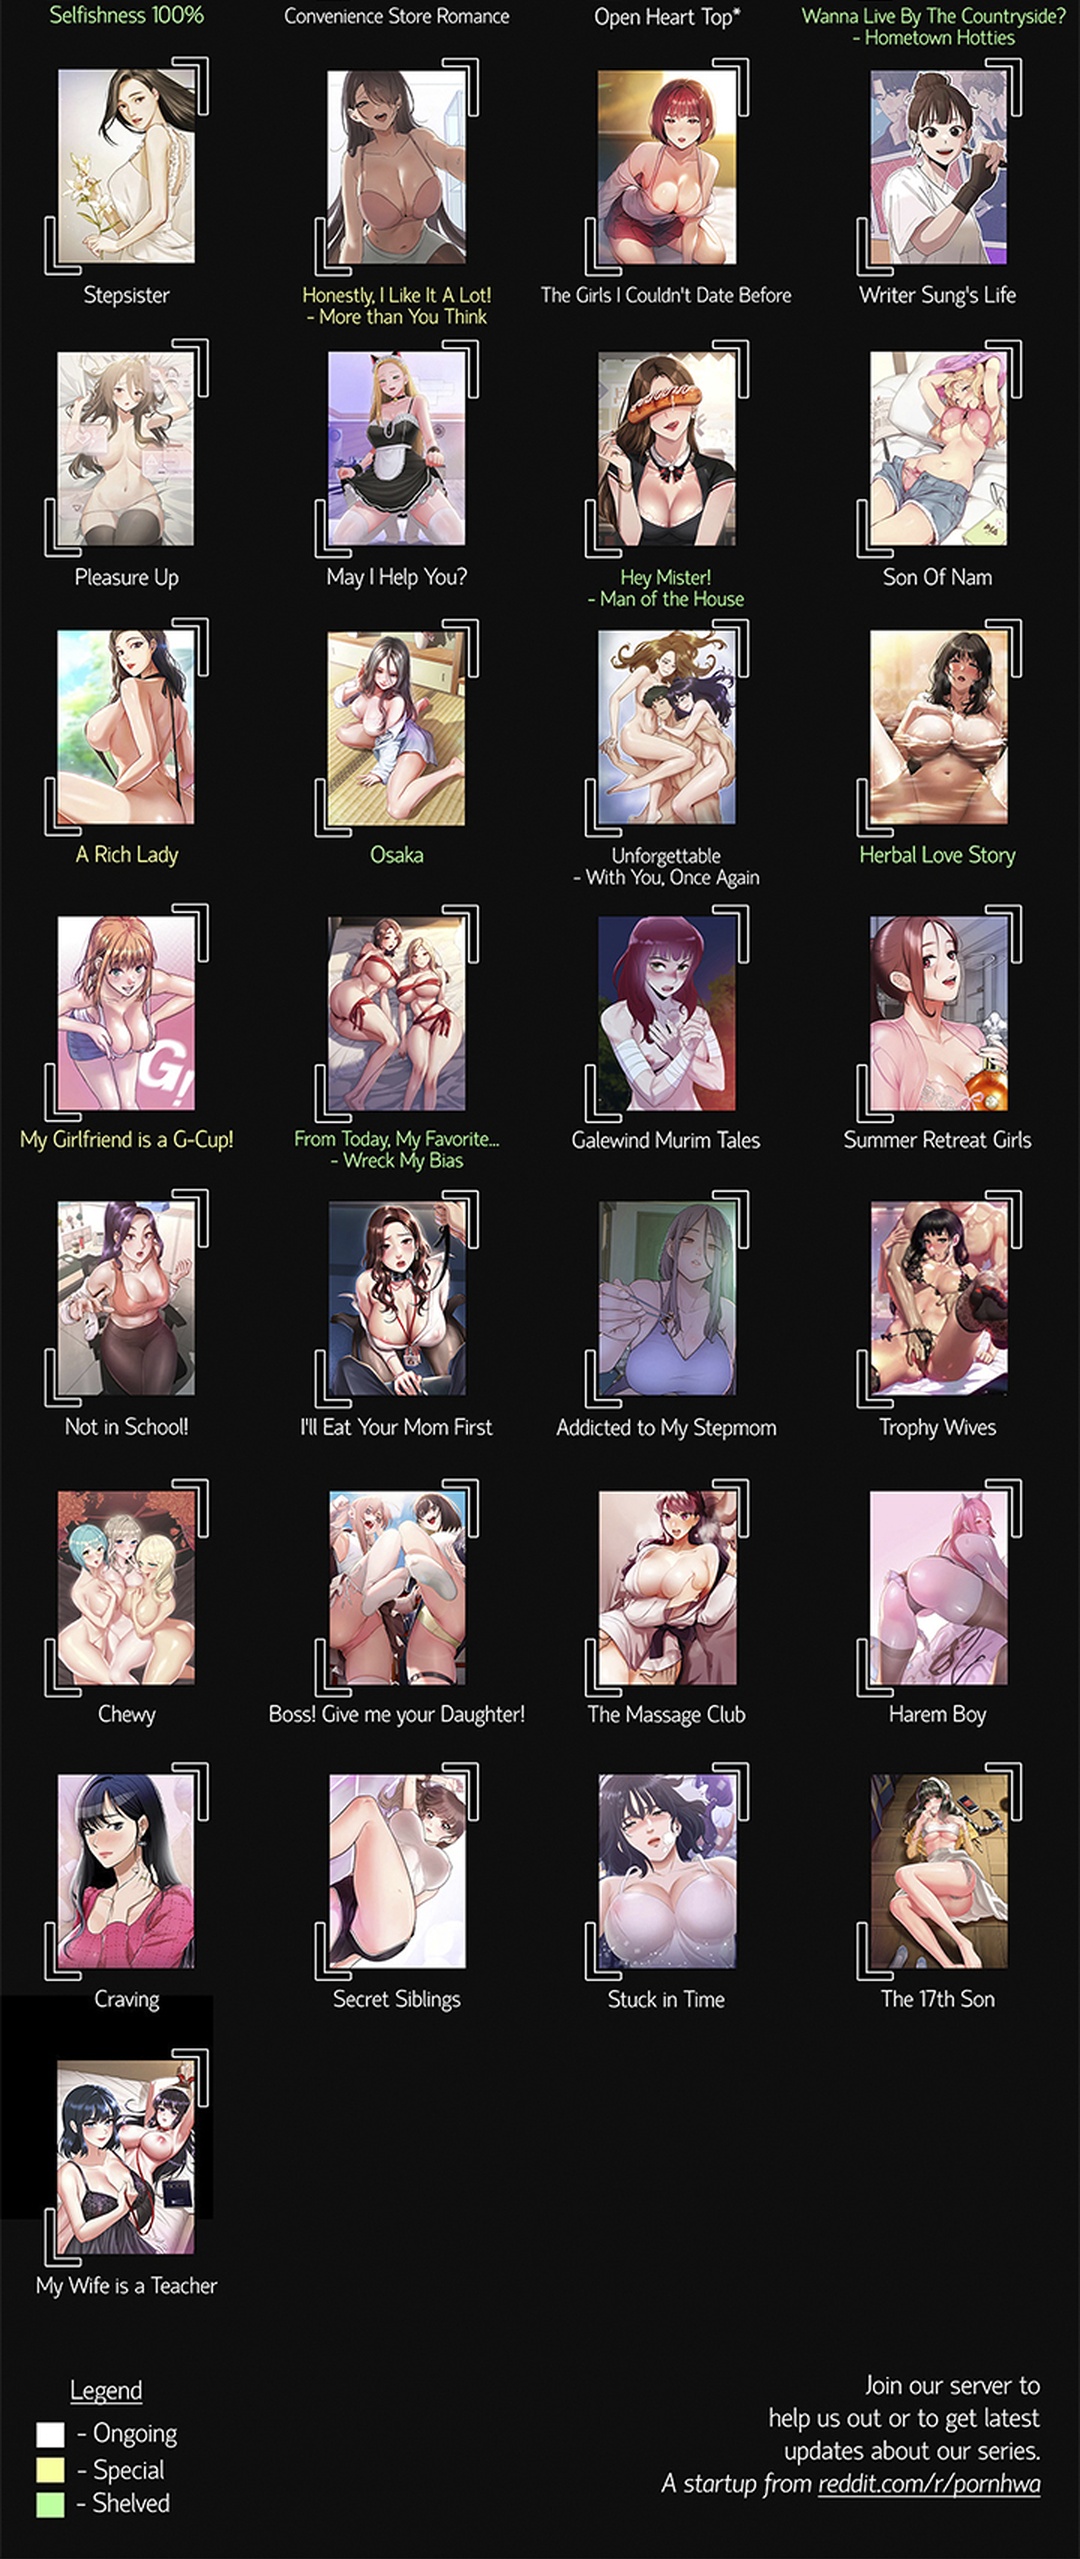 Selfishness 100%
Convenience Store Romance
Open Heart Top*
Wanna Live By The Countryside?
- Hometown Hotties
Stepsister
Honestly, I Like It A Lot!
- More than You Think
The Girls I Couldn't Date Before
Writer Sung's Life
Pleasure Up
May I Help You?
Hey Mister!
- Man of the House
Son Of Nam
A Rich Lady
Osaka
Unforgettable
- With You, Once Again
Herbal Love Story
G!
My Girlfriend is a G-Cup!
From Today, My Favorite...
- Wreck My Bias
Galewind Murim Tales
Summer Retreat Girls
Not in School!
I'll Eat Your Mom First
Addicted to My Stepmom
Trophy Wives
Chewy
Boss! Give me your Daughter!
The Massage Club
Harem Boy
Craving
Secret Siblings
Stuck in Time
The 17th Son
My Wife is a Teacher
Legend
- Ongoing
- Special
- Shelved
Join our server to
help us out or to get latest
updates about our series.
A startup from reddit.com/r/pornhwa